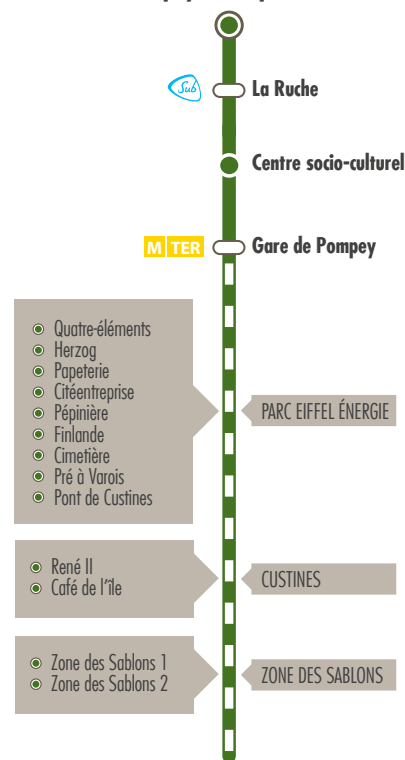 Sub
La Ruche
Centre socio-culturel
M TER
Gare de Pompey
Quatre-éléments
Herzog
Papeterie
Citéentreprise
Pépinière
Finlande
Cimetière
Pré à Varois
Pont de Custines
PARC EIFFEL ÉNERGIE
René II
Café de l'île
CUSTINES
Zone des Sablons 1
Zone des Sablons 2
ZONE DES SABLONS